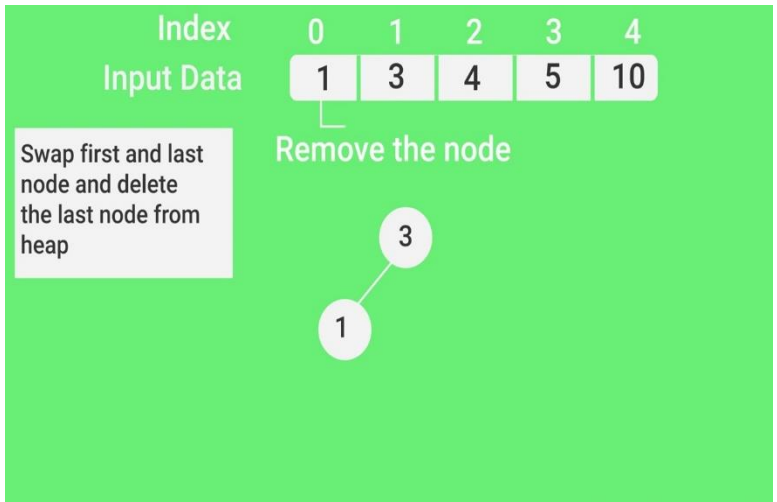 Index 0 1 2 3 4
Input Data 1 3 4 5 10
Remove the node
Swap first and last
node and delete
the last node from
heap
3
1